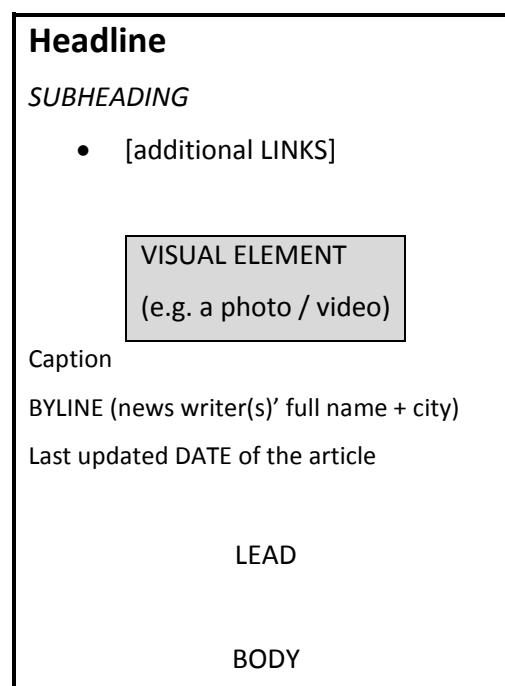 Headline
SUBHEADING
• [additional LINKS]
VISUAL ELEMENT
(e.g. a photo / video)
Caption
BYLINE (news writer(s)’ full name + city)
Last updated DATE of the article
LEAD
BODY